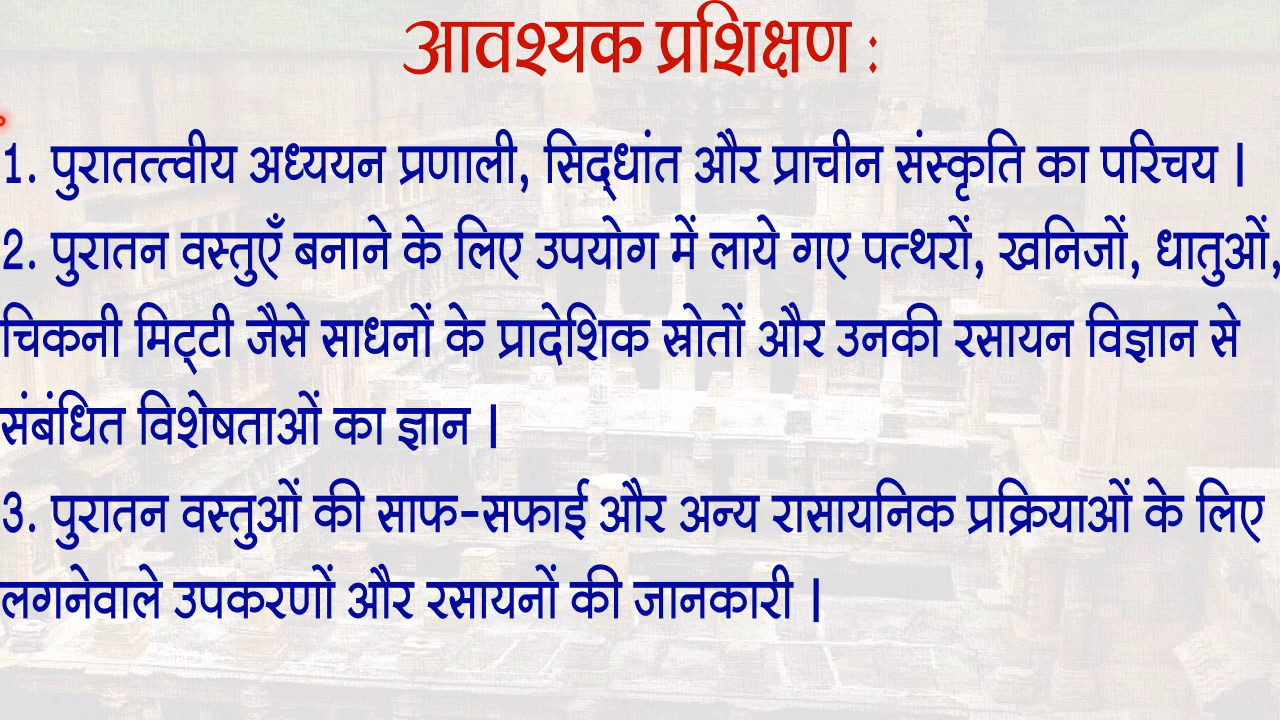 आवश्यक प्रशिक्षण :
1. पुरातत्त्वीय अध्ययन प्रणाली, सिद्धांत और प्राचीन संस्कृति का परिचय |
2. पुरातन वस्तुएँ बनाने के लिए उपयोग में लाये गए पत्थरों, खनिजों, धातुओं,
चिकनी मिट्टी जैसे साधनों के प्रादेशिक स्रोतों और उनकी रसायन विज्ञान से
संबंधित विशेषताओं का ज्ञान |
3. पुरातन वस्तुओं की साफ-सफाई और अन्य रासायनिक प्रक्रियाओं के लिए
लगनेवाले उपकरणों और रसायनों की जानकारी |